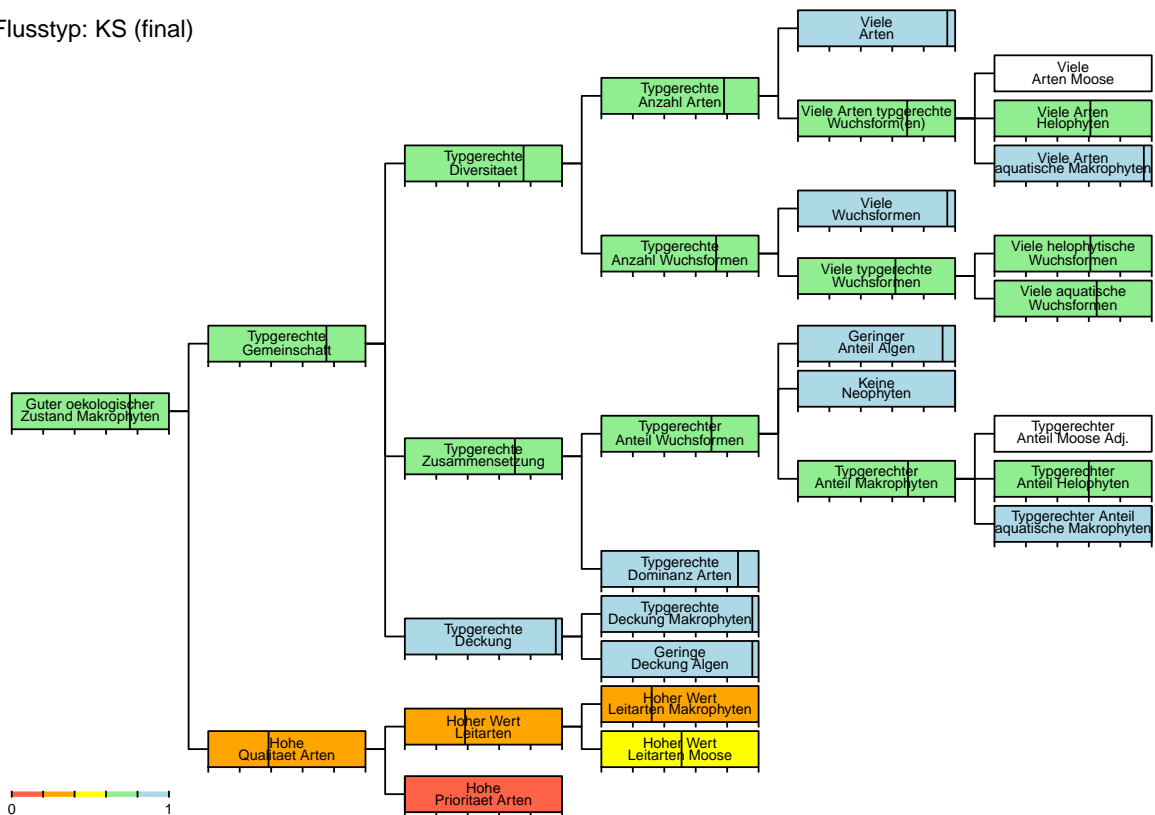 Flusstyp: KS (final)
Viele
Arten
Viele
Arten Moose
Typgerechte
Anzahl Arten
Viele Arten typgerechte
Wuchsform(en)
Viele Arten
Helophyten
Typgerechte
Diversitaet
Viele Arten
aquatische Makrophyten
Viele
Wuchsformen
Typgerechte
Anzahl Wuchsformen
Viele helophytische
Wuchsformen
Viele typgerechte
Wuchsformen
Viele aquatische
Wuchsformen
Typgerechte
Gemeinschaft
Geringer
Anteil Algen
Keine
Neophyten
Guter oekologischer
Zustand Makrophyten
Typgerechter
Anteil Wuchsformen
Typgerechter
Anteil Moose Adj.
Typgerechte
Zusammensetzung
Typgerechter
Anteil Makrophyten
Typgerechter
Anteil Helophyten
Typgerechter Anteil
aquatische Makrophyten
Typgerechte
Dominanz Arten
Typgerechte
Deckung Makrophyten
Typgerechte
Deckung
Geringe
Deckung Algen
Hoher Wert
Leitarten Makrophyten
Hoher Wert
Leitarten
Hohe
Qualitaet Arten
Hoher Wert
Leitarten Moose
Hohe
Prioritaet Arten
0 1